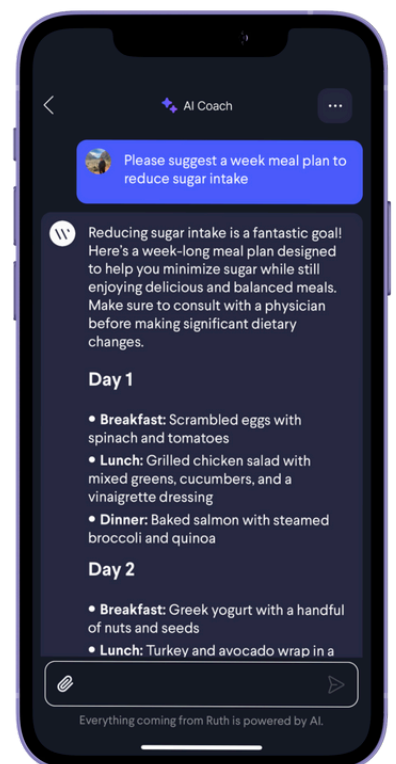 AI Coach
Please suggest a week meal plan to
reduce sugar intake
W
Reducing sugar intake is a fantastic goal!
Here's a week-long meal plan designed
to help you minimize sugar while still
enjoying delicious and balanced meals.
Make sure to consult with a physician
before making significant dietary
changes.
Day 1
• Breakfast: Scrambled eggs with
spinach and tomatoes
• Lunch: Grilled chicken salad with
mixed greens, cucumbers, and a
vinaigrette dressing
• Dinner: Baked salmon with steamed
broccoli and quinoa
Day 2
• Breakfast: Greek yogurt with a handful
of nuts and seeds
• Lunch: Turkey and avocado wrap in a
Everything coming from Ruth is powered by AI.